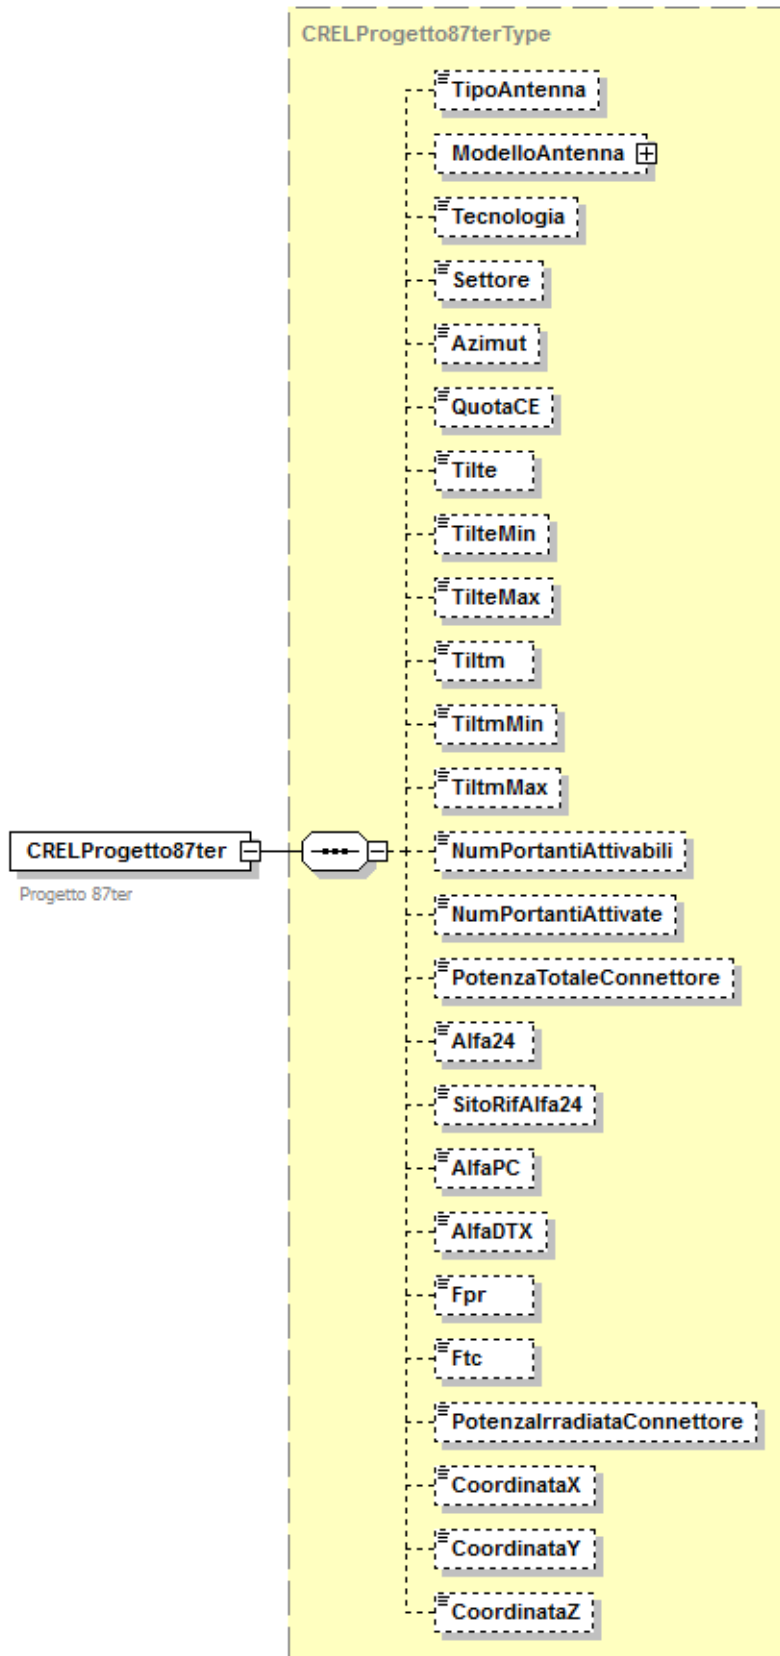 CRELProgetto87terType
TipoAntenna
ModelloAntenna
Tecnologia
Settore
Azimut
QuotaCE
Tilte
TilteMin
TilteMax
Tiltm
TiltmMin
TiltmMax
CRELProgetto87ter
Progetto 87ter
NumPortantiAttivabili
NumPortantiAttivate
PotenzaTotaleConnettore
Alfa24
SitoRifAlfa24
AlfaPC
AlfaDTX
Fpr
Ftc
PotenzaIrradiataConnettore
CoordinataX
CoordinataY
CoordinataZ